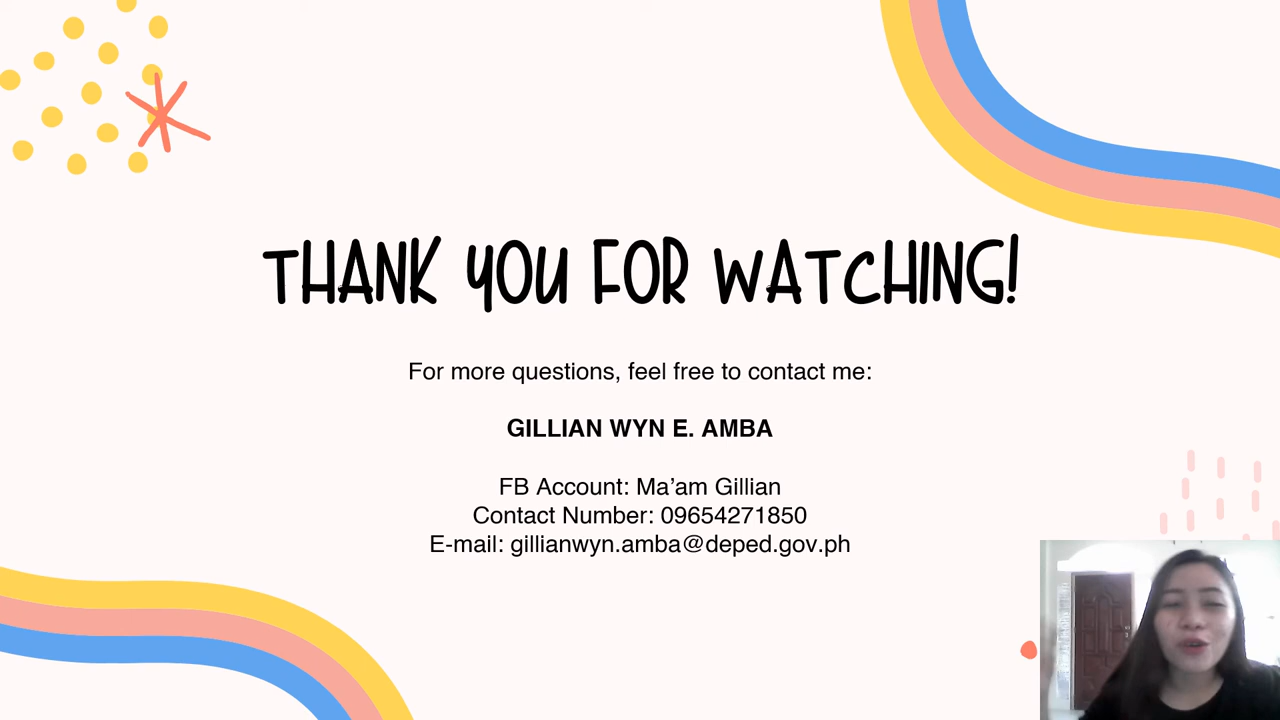 THANK YOU FOR WATCHING!
For more questions, feel free to contact me:
GILLIAN WYN E. AMBA
FB Account: Ma’am Gillian
Contact Number: 09654271850
E-mail: gillianwyn.amba@deped.gov.ph